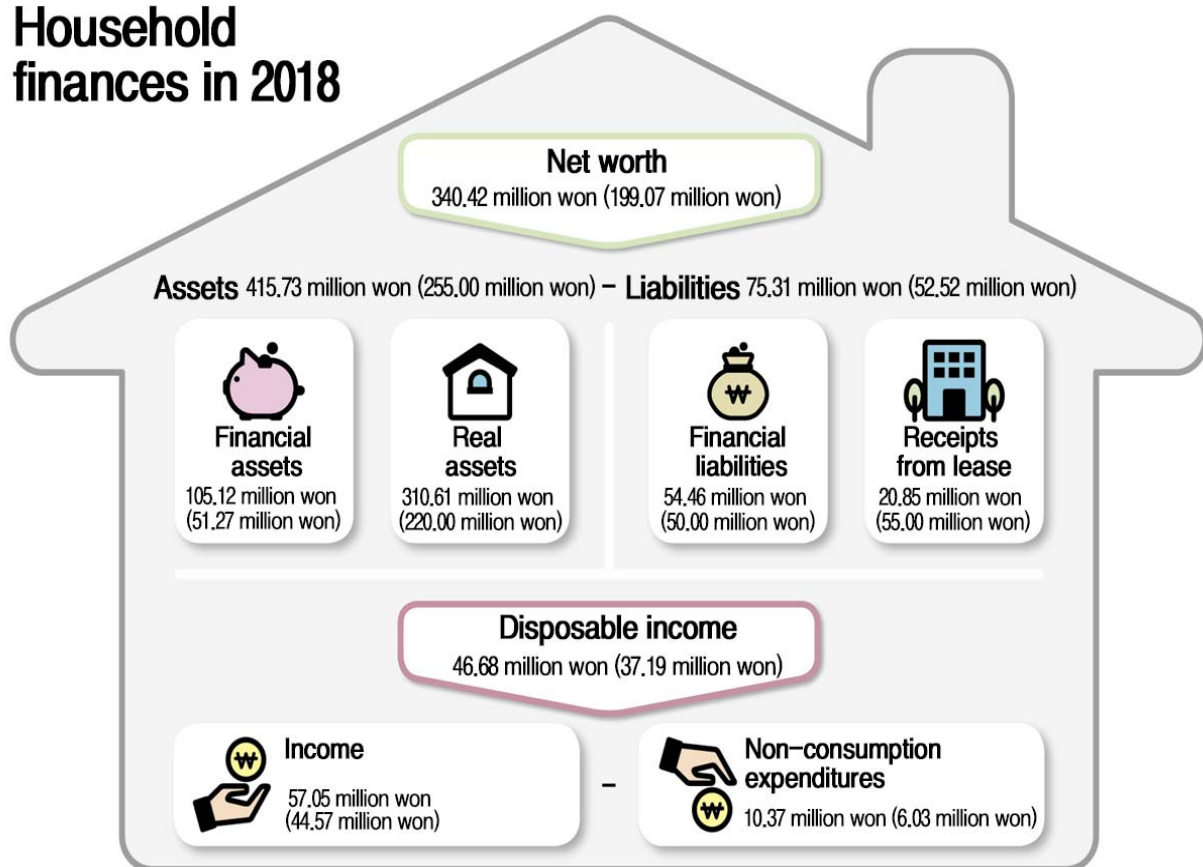 Household
finances in 2018
Net worth
340.42 million won (199.07 million won)
Assets 415.73 million won (255.00 million won) - Liabilities 75.31 million won (52.52 million won)
Financial
assets
105.12 million won
(51.27 million won)
Real
assets
310.61 million won
(220.00 million won)
₩
Financial
liabilities
54.46 million won
(50.00 million won)
Receipts
from lease
20.85 million won
(55.00 million won)
Disposable income
46.68 million won (37.19 million won)
₩
Income
57.05 million won
(44.57 million won)
-
Non-consumption
expenditures
₩
10.37 million won (6.03 million won)